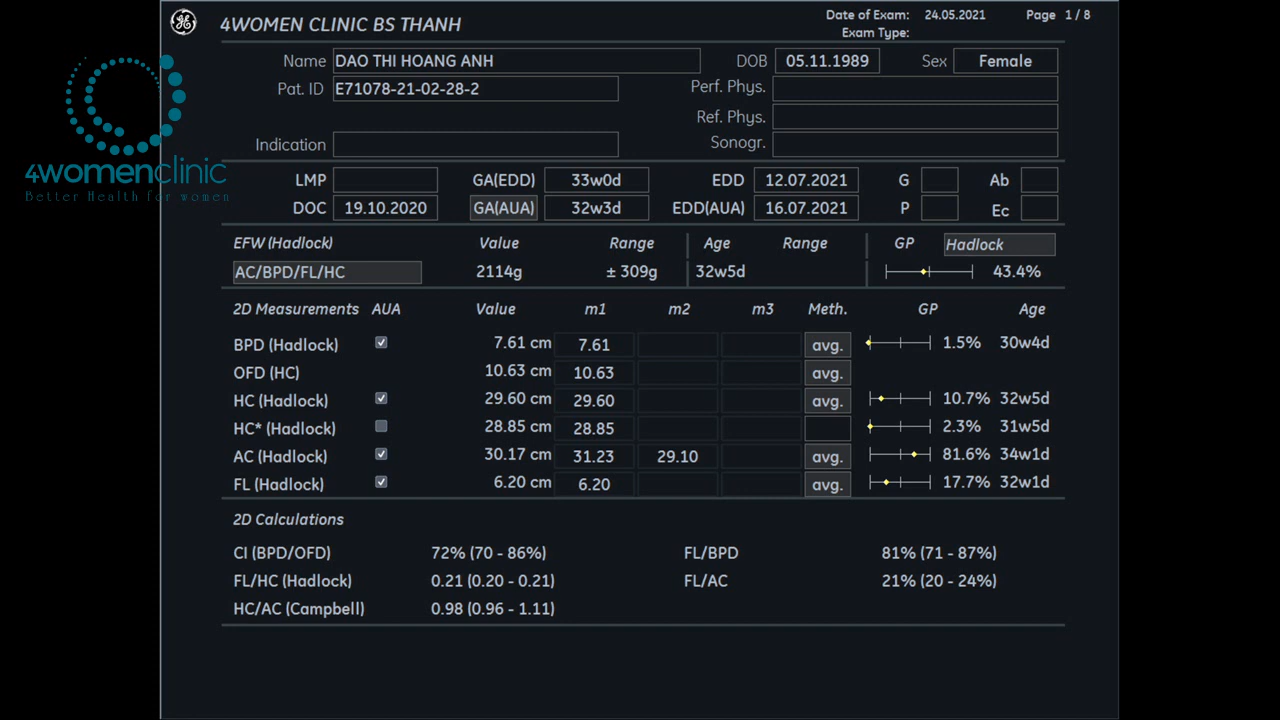 4WOMEN CLINIC BS THANH
Date of Exam: 24.05.2021 Page 1 / 8
Exam Type:
Name DAO THI HOANG ANH DOB 05.11.1989 Sex Female
Pat. ID E71078-21-02-28-2 Perf. Phys.
Ref. Phys.
Indication Sonogr.
4womenclinic
Better Health for women
LMP GA(EDD) 33w0d EDD 12.07.2021 G Ab
DOC 19.10.2020 GA(AUA) 32w3d EDD(AUA) 16.07.2021 P Ec
EFW (Hadlock) Value Range Age Range GP Hadlock
AC/BPD/FL/HC 2114g ± 309g 32w5d 43.4%
2D Measurements AUA Value m1 m2 m3 Meth. GP Age
BPD (Hadlock) 7.61 cm 7.61 avg. 1.5% 30w4d
OFD (HC) 10.63 cm 10.63 avg.
HC (Hadlock) 29.60 cm 29.60 avg. 10.7% 32w5d
HC* (Hadlock) 28.85 cm 28.85 2.3% 31w5d
AC (Hadlock) 30.17 cm 31.23 29.10 avg. 81.6% 34w1d
FL (Hadlock) 6.20 cm 6.20 avg. 17.7% 32w1d
2D Calculations
CI (BPD/OFD) 72% (70 - 86%) FL/BPD 81% (71 - 87%)
FL/HC (Hadlock) 0.21 (0.20 - 0.21) FL/AC 21% (20 - 24%)
HC/AC (Campbell) 0.98 (0.96 - 1.11)